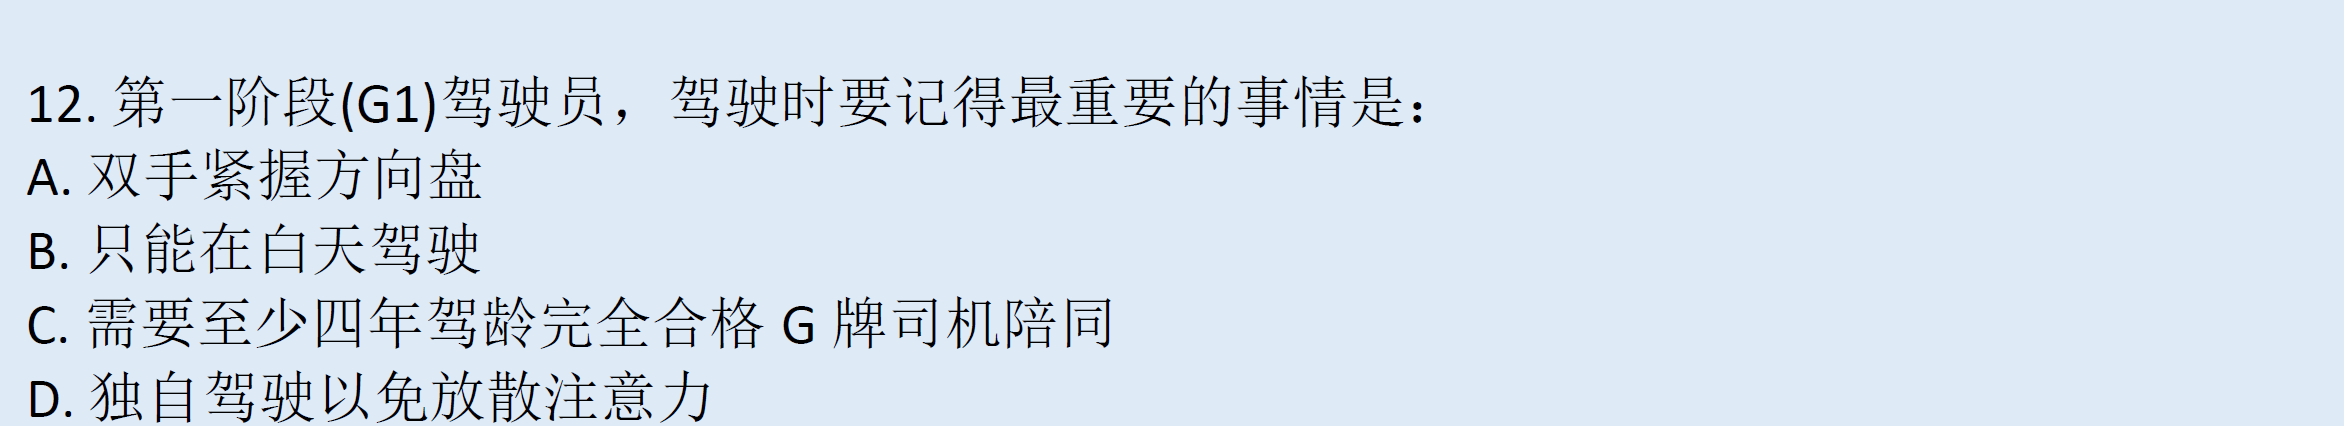 12. 第一阶段(G1)驾驶员，驾驶时要记得最重要的事情是：
A. 双手紧握方向盘
B. 只能在白天驾驶
C. 需要至少四年驾龄完全合格 G 牌司机陪同
D. 独自驾驶以免放散注意力